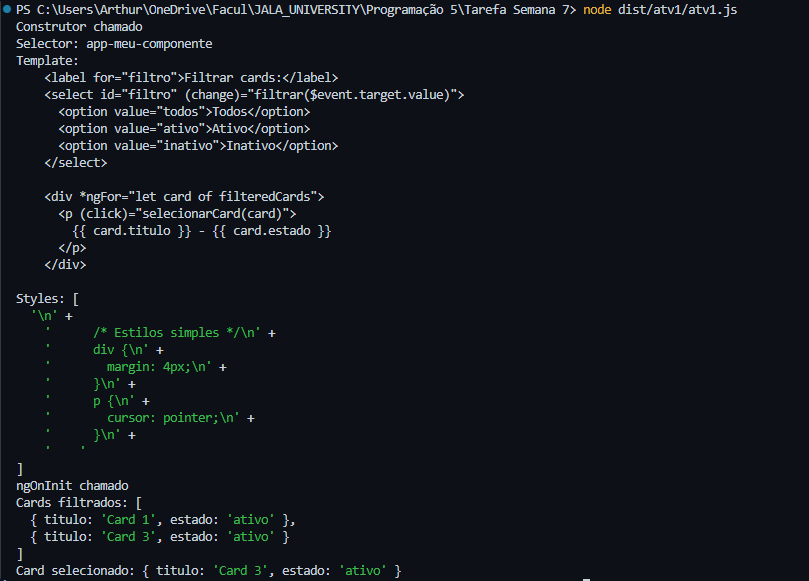 PS C:\Users\Arthur\OneDrive\Facul\JALA_UNIVERSITY\Programação 5\Tarefa Semana 7> node dist/atv1/atv1.js
Construtor chamado
Selector: app-meu-componente
Template:
    <label for="filtro">Filtrar cards:</label>
    <select id="filtro" (change)="filtrar($event.target.value)">
      <option value="todos">Todos</option>
      <option value="ativo">Ativo</option>
      <option value="inativo">Inativo</option>
    </select>

    <div *ngFor="let card of filteredCards">
      <p (click)="selecionarCard(card)">
        {{ card.titulo }} - {{ card.estado }}
      </p>
    </div>

Styles: [
  '\n' +
    '      /* Estilos simples */\n' +
    '      div {\n' +
    '        margin: 4px;\n' +
    '      }\n' +
    '      p {\n' +
    '        cursor: pointer;\n' +
    '      }\n' +
    '    '
]
ngOnInit chamado
Cards filtrados: [
  { titulo: 'Card 1', estado: 'ativo' },
  { titulo: 'Card 3', estado: 'ativo' }
]
Card selecionado: { titulo: 'Card 3', estado: 'ativo' }